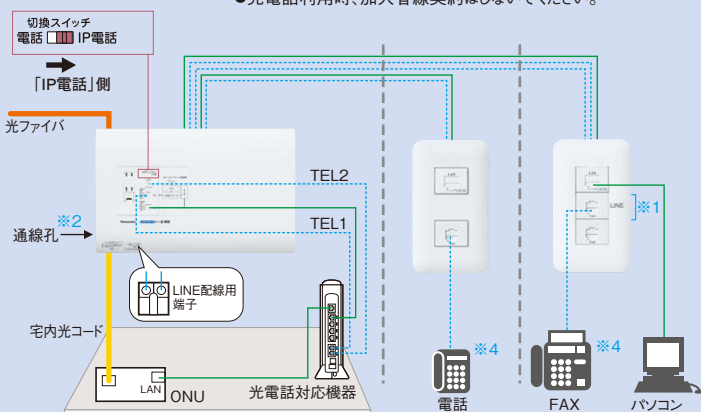 ●光電話利用時、加入者線契約はしないでください。
切換スイッチ
電話 IP電話
「IP電話」側
光ファイバ
TEL2
TEL1
※2
通線孔
LINE配線用
端子
宅内光コード
LAN
ONU
光電話対応機器
Panasonic
LAN
LAN
LINE
※1
※4
※4
電話
FAX
パソコン